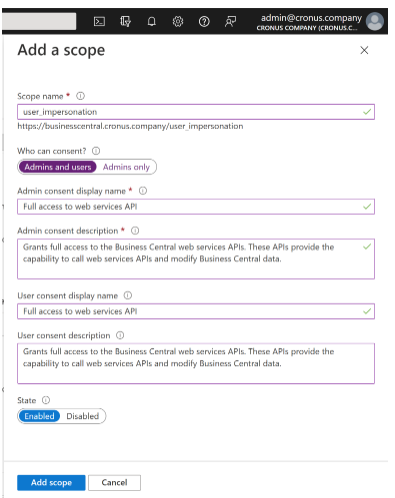 admin@cronus.company
CRONUS COMPANY (CRONUS.C...
Add a scope
Scope name *
user_impersonation
https://businesscentral.cronus.company/user_impersonation
Who can consent?
Admins and users Admins only
Admin consent display name *
Full access to web services API
Admin consent description *
Grants full access to the Business Central web services APIs. These APIs provide the
capability to call web services APIs and modify Business Central data.
User consent display name
Full access to web services API
User consent description
Grants full access to the Business Central web services APIs. These APIs provide the
capability to call web services APIs and modify Business Central data.
State
Enabled Disabled
Add scope Cancel